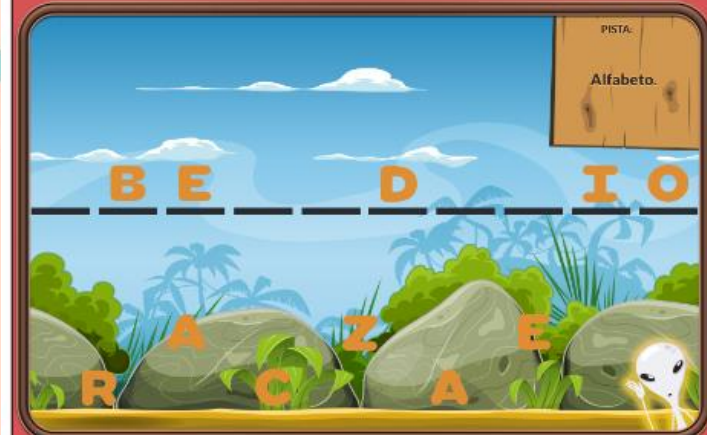 PISTA:
Alfabeto.
B E D I O
A Z E
R C A